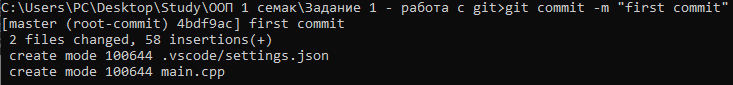 C:\Users\PC\Desktop\Study\ООП 1 семак\Задание 1 - работа с git>git commit -m "first commit"
[master (root-commit) 4bdf9ac] first commit
 2 files changed, 58 insertions(+)
 create mode 100644 .vscode/settings.json
 create mode 100644 main.cpp